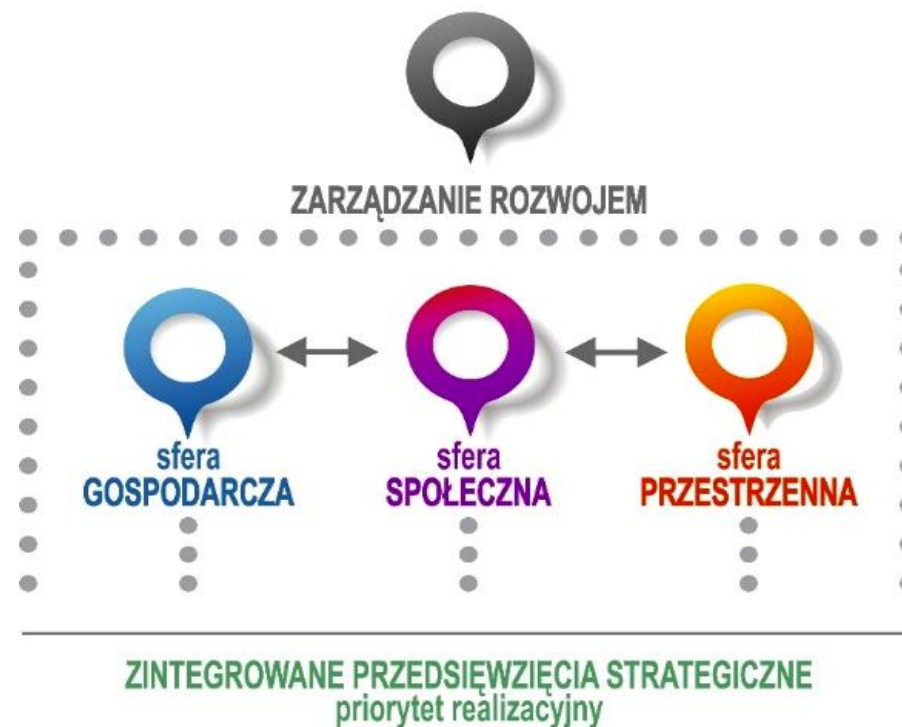 ZARZĄDZANIE ROZWOJEM
sfera
GOSPODARCZA
sfera
SPOŁECZNA
sfera
PRZESTRZENNA
ZINTEGROWANE PRZEDSIĘWZIĘCIA STRATEGICZNE
priorytet realizacyjny